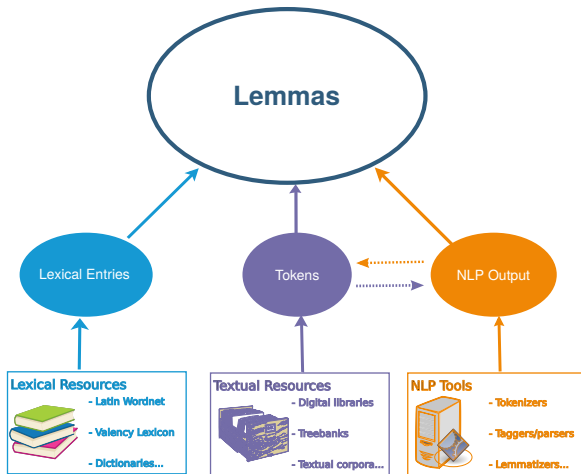 Lemmas
Lexical Entries
Tokens
NLP Output
Lexical Resources
- Latin Wordnet
- Valency Lexicon
- Dictionaries...
Textual Resources
- Digital libraries
- Treebanks
- Textual corpora...
NLP Tools
- Tokenizers
- Taggers/parsers
- Lemmatizers...